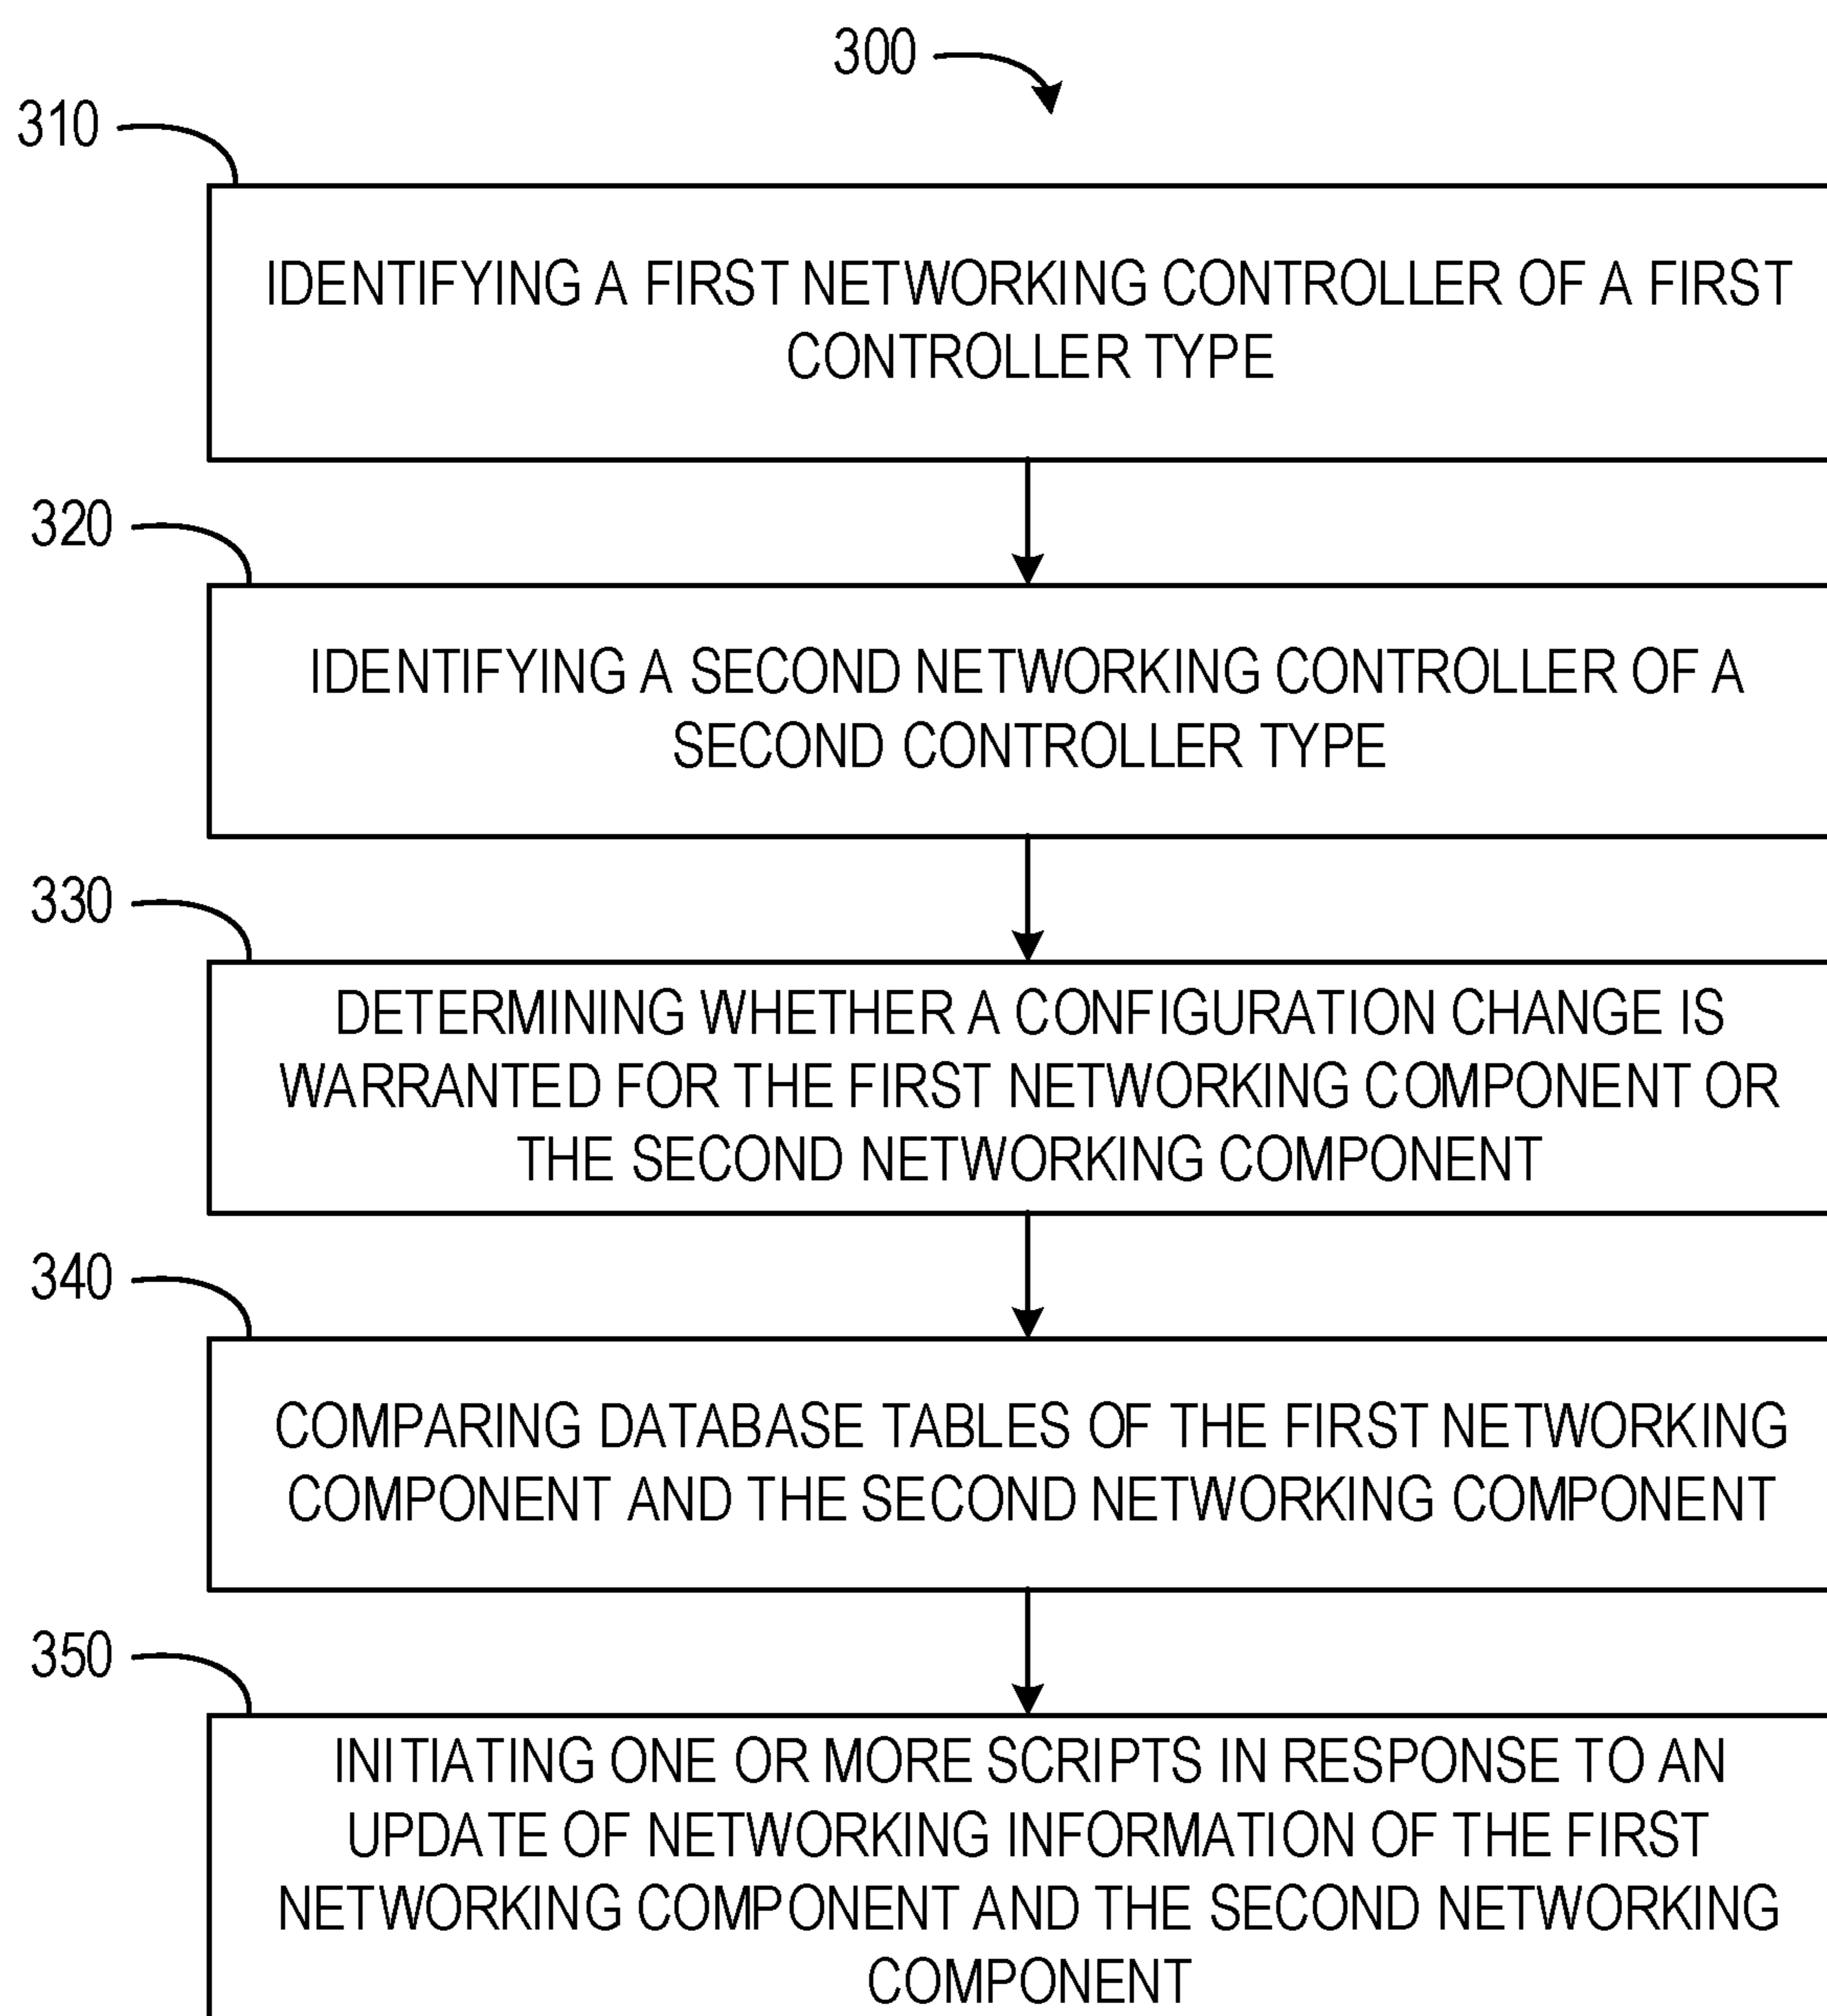 300
310
IDENTIFYING A FIRST NETWORKING CONTROLLER OF A FIRST
CONTROLLER TYPE
320
IDENTIFYING A SECOND NETWORKING CONTROLLER OF A
SECOND CONTROLLER TYPE
330
DETERMINING WHETHER A CONFIGURATION CHANGE IS
WARRANTED FOR THE FIRST NETWORKING COMPONENT OR
THE SECOND NETWORKING COMPONENT
340
COMPARING DATABASE TABLES OF THE FIRST NETWORKING
COMPONENT AND THE SECOND NETWORKING COMPONENT
350
INITIATING ONE OR MORE SCRIPTS IN RESPONSE TO AN
UPDATE OF NETWORKING INFORMATION OF THE FIRST
NETWORKING COMPONENT AND THE SECOND NETWORKING
COMPONENT